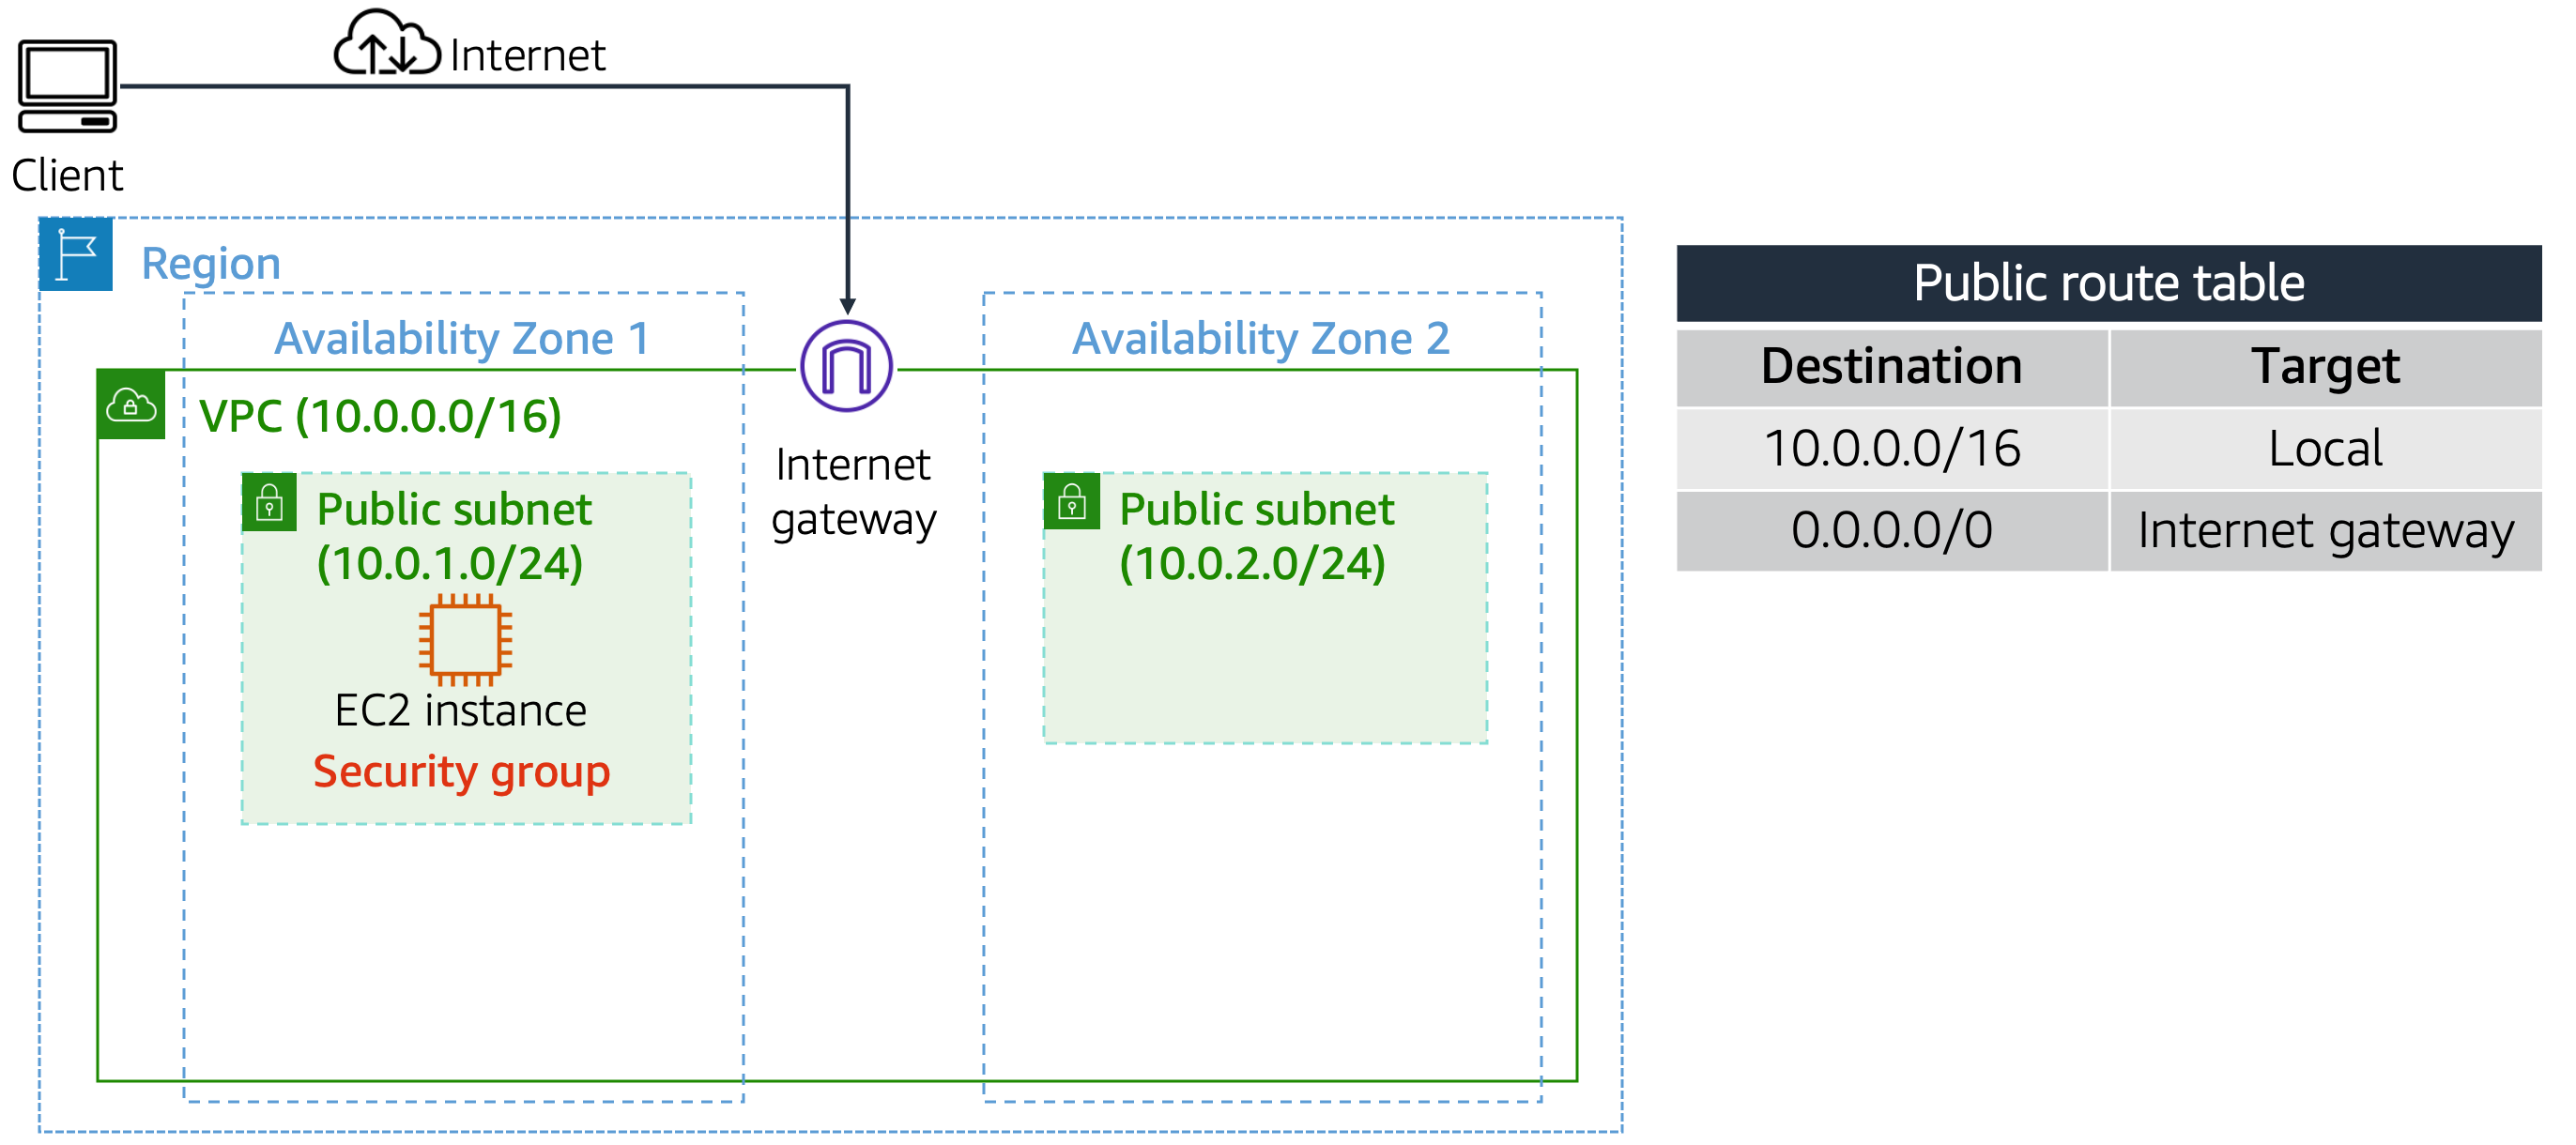 Internet
Client
Region
Availability Zone 1
Availability Zone 2
VPC (10.0.0.0/16)
Internet
gateway
Public subnet
(10.0.1.0/24)
EC2 instance
Security group
Public subnet
(10.0.2.0/24)
Public route table
Destination Target
10.0.0.0/16 Local
0.0.0.0/0 Internet gateway